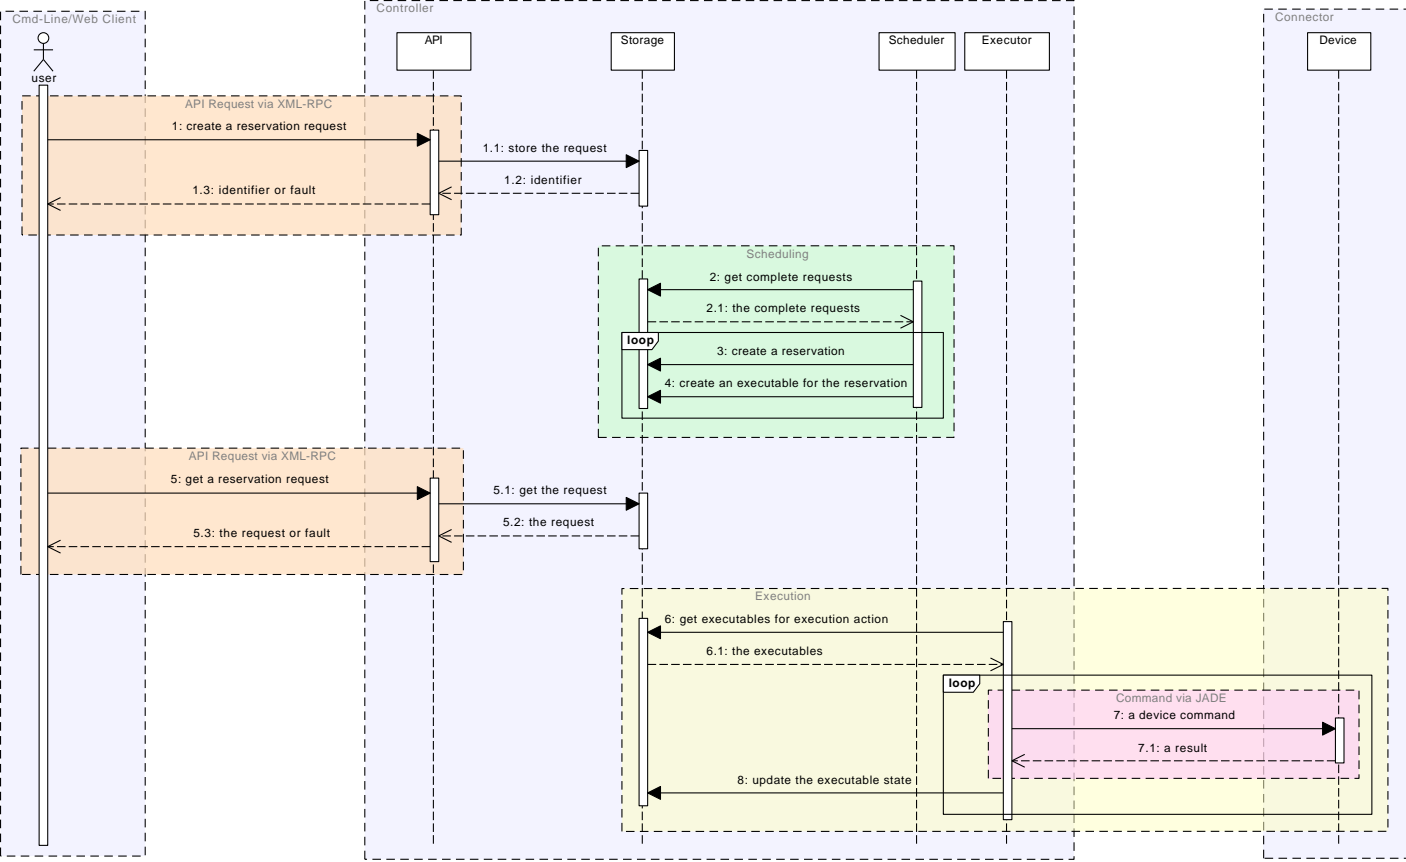 Cmd-Line/Web Client
Controller
Connector
user
API
Storage
Scheduler
Executor
Device
API Request via XML-RPC
1: create a reservation request
1.1: store the request
1.2: identifier
1.3: identifier or fault
Scheduling
2: get complete requests
2.1: the complete requests
loop
3: create a reservation
4: create an executable for the reservation
API Request via XML-RPC
5: get a reservation request
5.1: get the request
5.2: the request
5.3: the request or fault
Execution
6: get executables for execution action
6.1: the executables
loop
Command via JADE
7: a device command
7.1: a result
8: update the executable state